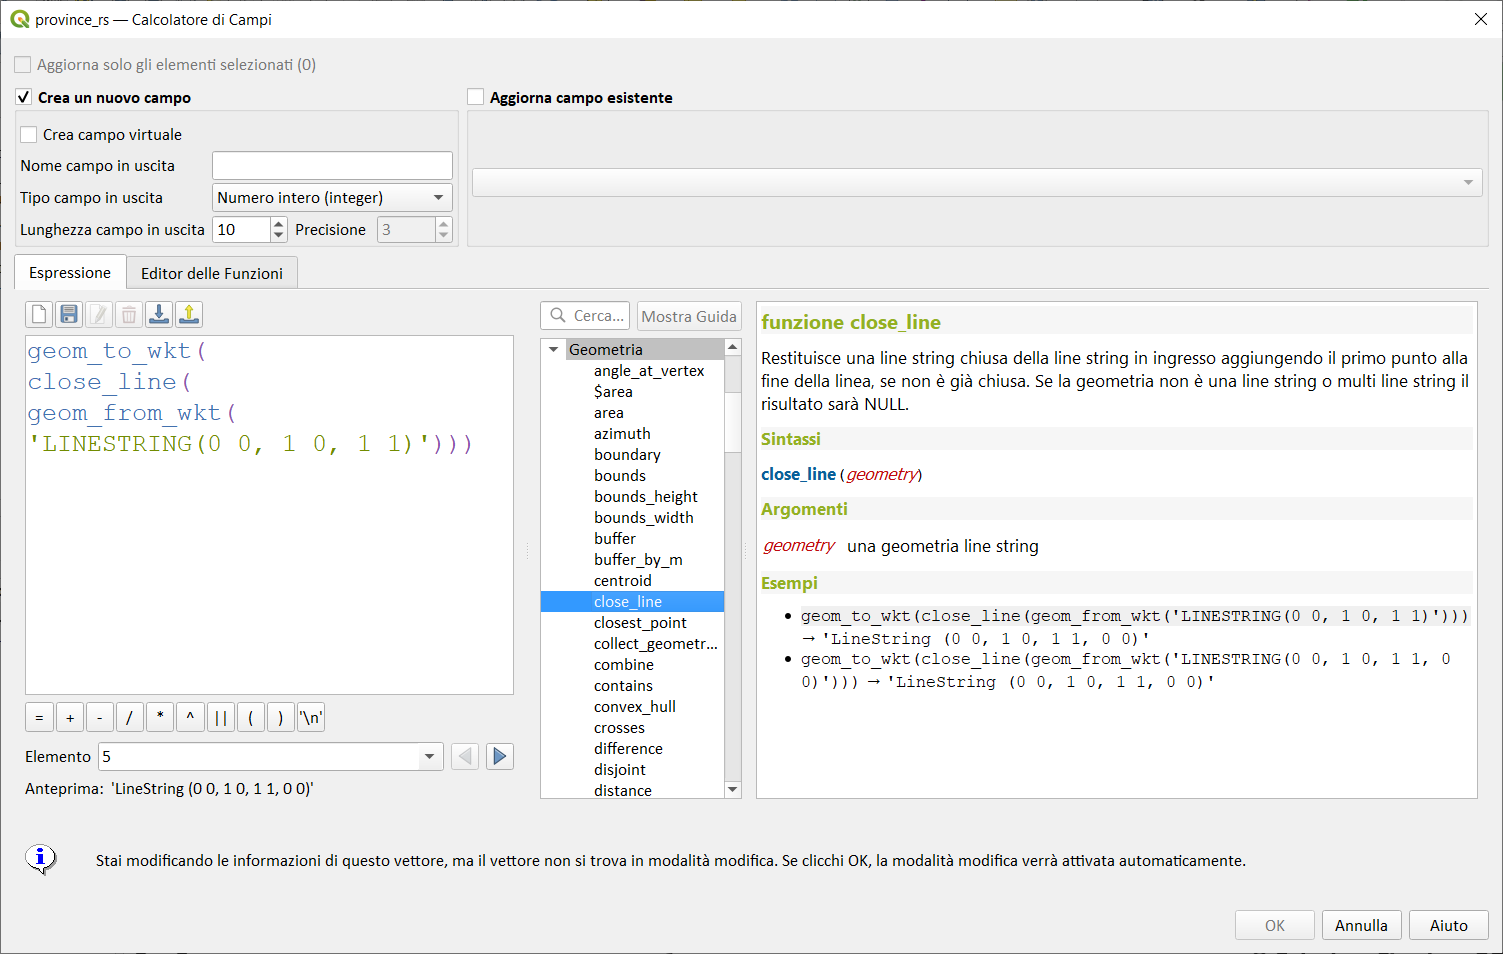 province_rs — Calcolatore di Campi
Aggiorna solo gli elementi selezionati (0)
Crea un nuovo campo
Aggiorna campo esistente
Crea campo virtuale
Nome campo in uscita
Tipo campo in uscita Numero intero (integer)
Lunghezza campo in uscita 10 Precisione 3
Espressione Editor delle Funzioni
geom_to_wkt(
close_line(
geom_from_wkt(
'LINESTRING(0 0, 1 0, 1 1)')))
= + - / * ^ || ( ) '\n'
Elemento 5
Anteprima: 'LineString (0 0, 1 0, 1 1, 0 0)'
Cerca... Mostra Guida
Geometria
angle_at_vertex
$area
area
azimuth
boundary
bounds
bounds_height
bounds_width
buffer
buffer_by_m
centroid
close_line
closest_point
collect_geometr...
combine
contains
convex_hull
crosses
difference
disjoint
distance
funzione close_line
Restituisce una line string chiusa della line string in ingresso aggiungendo il primo punto alla
fine della linea, se non è già chiusa. Se la geometria non è una line string o multi line string il
risultato sarà NULL.
Sintassi
close_line(geometry)
Argomenti
geometry una geometria line string
Esempi
• geom_to_wkt(close_line(geom_from_wkt('LINESTRING(0 0, 1 0, 1 1)')))
→ 'LineString (0 0, 1 0, 1 1, 0 0)'
• geom_to_wkt(close_line(geom_from_wkt('LINESTRING(0 0, 1 0, 1 1, 0
0)'))) → 'LineString (0 0, 1 0, 1 1, 0 0)'
Stai modificando le informazioni di questo vettore, ma il vettore non si trova in modalità modifica. Se clicchi OK, la modalità modifica verrà attivata automaticamente.
OK Annulla Aiuto